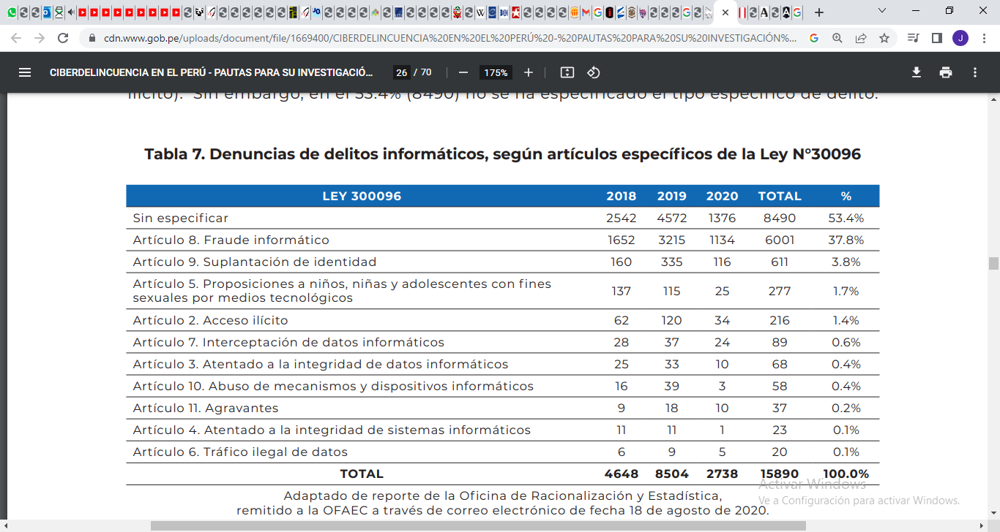 cdn.www.gob.pe/uploads/document/file/1669400/CIBERDELINCUENCIA%20EN%20EL%20PERÚ%20-%20PAUTAS%20PARA%20SU%20INVESTIGACIÓN%...
J
CIBERDELINCUENCIA EN EL PERÚ - PAUTAS PARA SU INVESTIGACIÓ... 26 / 70 175%
ilícito). Sin embargo, en el 53.4% (8490) no se ha especificado el tipo específico de delito.
Tabla 7. Denuncias de delitos informáticos, según artículos específicos de la Ley N°30096
LEY 300096 2018 2019 2020 TOTAL %
Sin especificar 2542 4572 1376 8490 53.4%
Artículo 8. Fraude informático 1652 3215 1134 6001 37.8%
Artículo 9. Suplantación de identidad 160 335 116 611 3.8%
Artículo 5. Proposiciones a niños, niñas y adolescentes con fines
sexuales por medios tecnológicos 137 115 25 277 1.7%
Artículo 2. Acceso ilícito 62 120 34 216 1.4%
Artículo 7. Interceptación de datos informáticos 28 37 24 89 0.6%
Artículo 3. Atentado a la integridad de datos informáticos 25 33 10 68 0.4%
Artículo 10. Abuso de mecanismos y dispositivos informáticos 16 39 3 58 0.4%
Artículo 11. Agravantes 9 18 10 37 0.2%
Artículo 4. Atentado a la integridad de sistemas informáticos 11 11 1 23 0.1%
Artículo 6. Tráfico ilegal de datos 6 9 5 20 0.1%
TOTAL 4648 8504 2738 15890 100.0%
Activar Windows
Adaptado de reporte de la Oficina de Racionalización y Estadística,
Ve a Configuración para activar Windows.
remitido a la OFAEC a través de correo electrónico de fecha 18 de agosto de 2020.